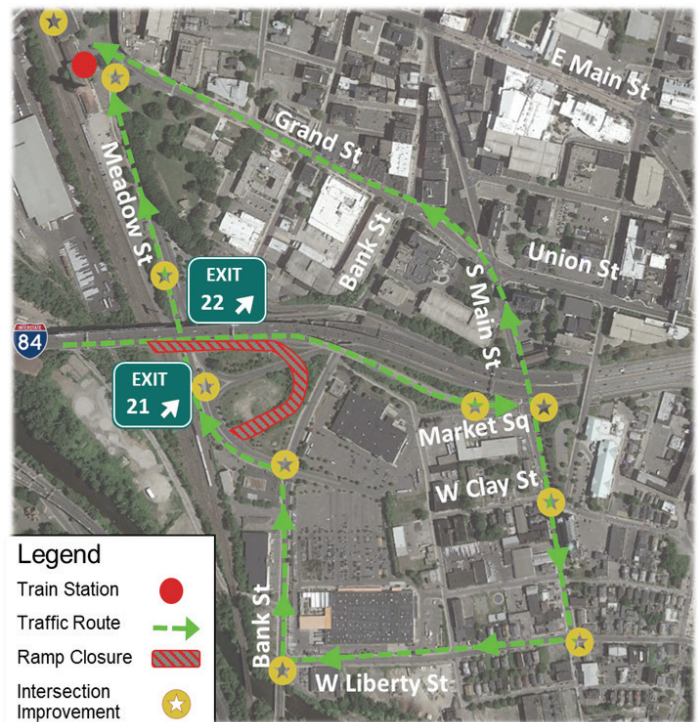 E Main St
Grand St
Meadow St
Bank St
Union St
S Main St
EXIT
22
INTERSTATE
84
EXIT
21
Market Sq
W Clay St
Bank St
W Liberty St
Legend
Train Station
Traffic Route
Ramp Closure
Intersection
Improvement